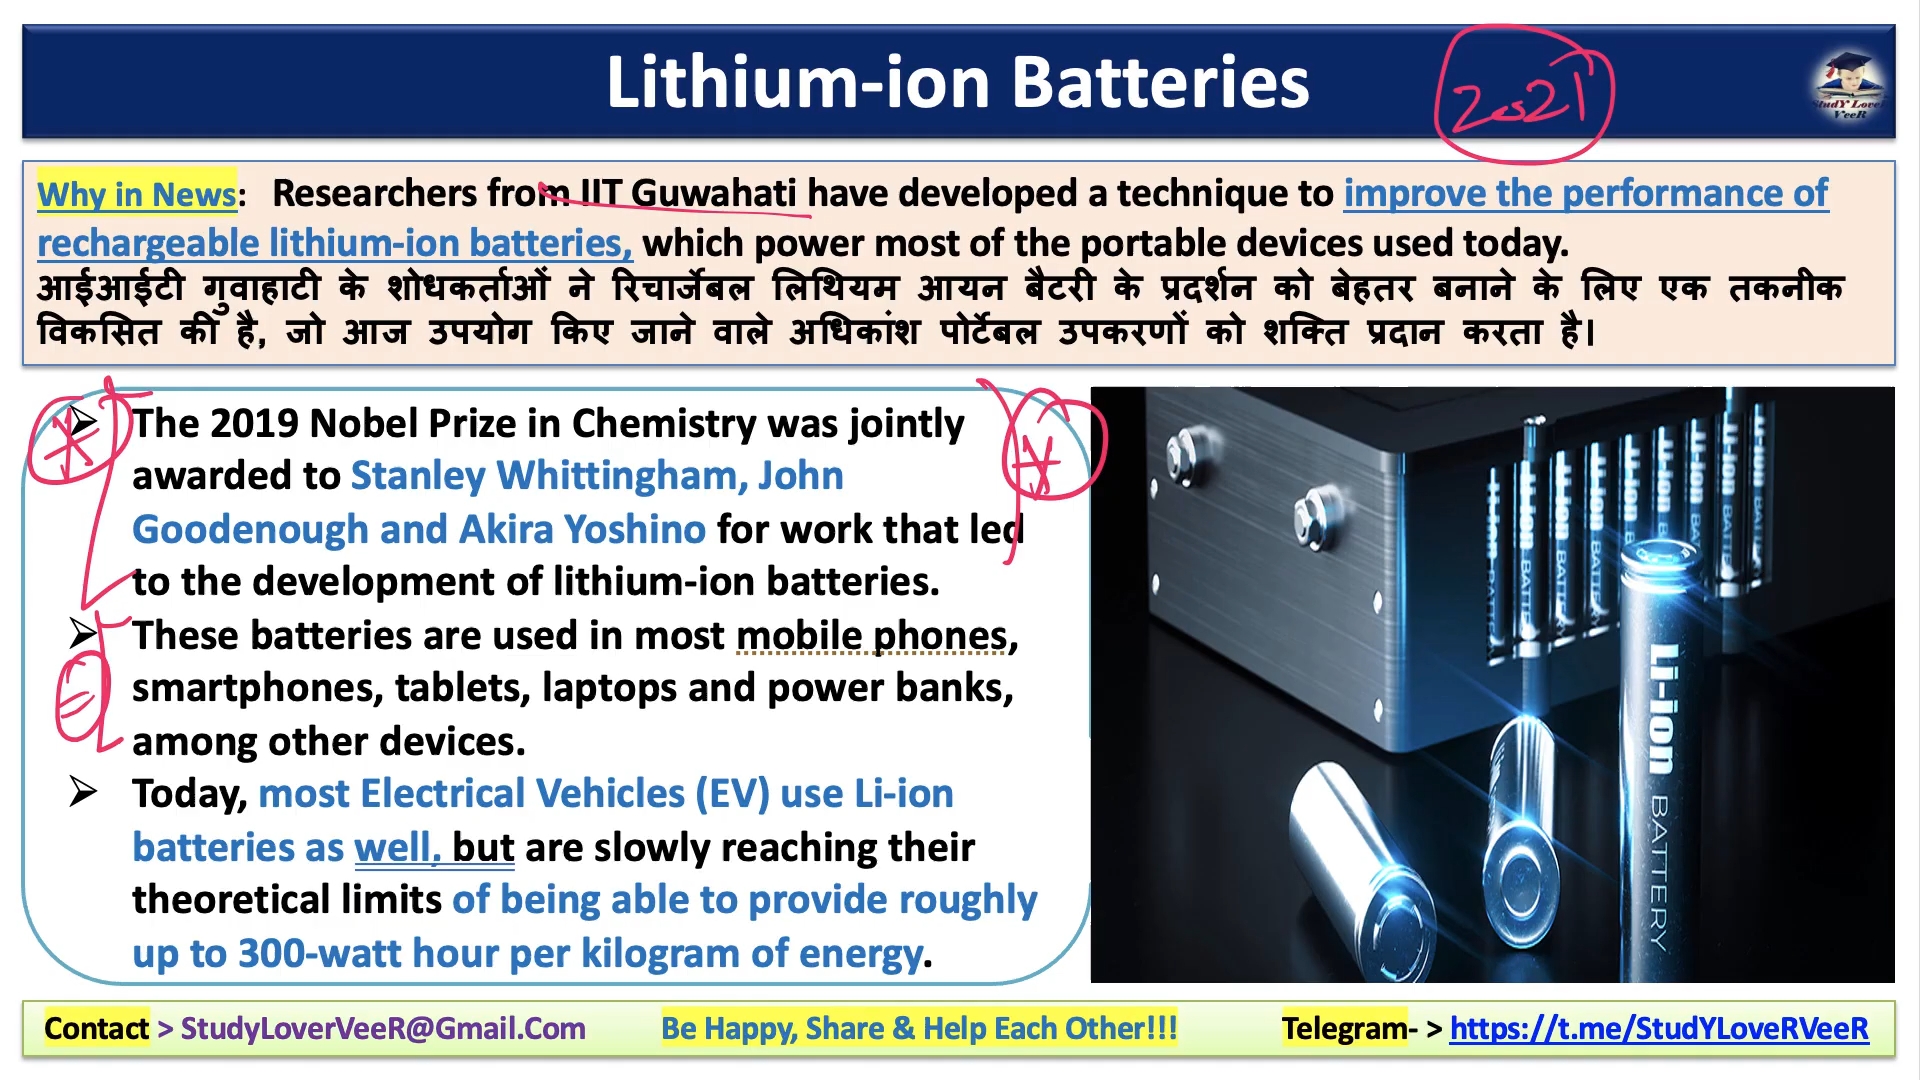 Lithium-ion Batteries
2021
StudY LoveR
VeeR
Why in News: Researchers from IIT Guwahati have developed a technique to improve the performance of
rechargeable lithium-ion batteries, which power most of the portable devices used today.
आईआईटी गुवाहाटी के शोधकर्ताओं ने रिचार्जेबल लिथियम आयन बैटरी के प्रदर्शन को बेहतर बनाने के लिए एक तकनीक
विकसित की है, जो आज उपयोग किए जाने वाले अधिकांश पोर्टेबल उपकरणों को शक्ति प्रदान करता है।
The 2019 Nobel Prize in Chemistry was jointly
awarded to Stanley Whittingham, John
Goodenough and Akira Yoshino for work that led
to the development of lithium-ion batteries.
These batteries are used in most mobile phones,
smartphones, tablets, laptops and power banks,
among other devices.
Today, most Electrical Vehicles (EV) use Li-ion
batteries as well, but are slowly reaching their
theoretical limits of being able to provide roughly
up to 300-watt hour per kilogram of energy.
Li-ion BATTERY
Contact > StudyLoverVeeR@Gmail.Com Be Happy, Share & Help Each Other!!! Telegram- > https://t.me/StudYLoveRVeeR